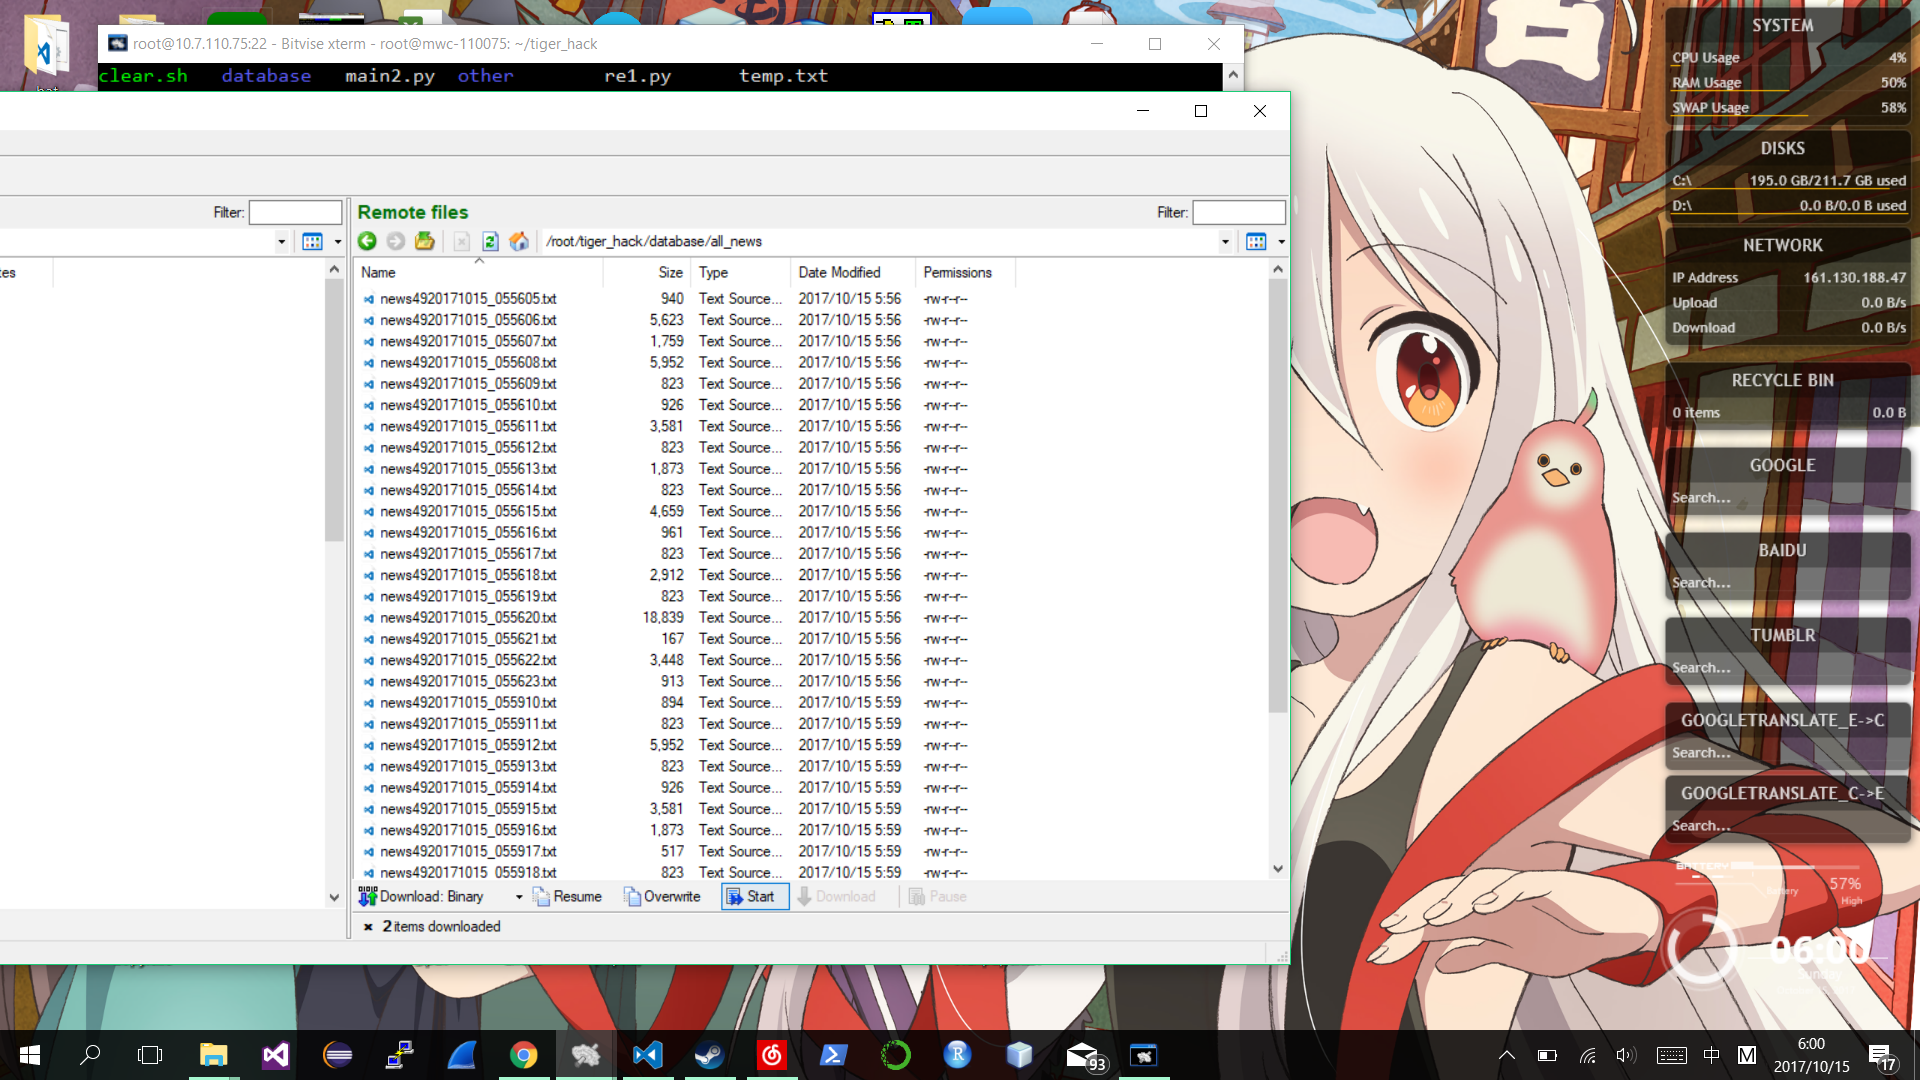 root@10.7.110.75:22 - Bitvise xterm - root@mwc-110075: ~/tiger_hack
clear.sh database main2.py other re1.py temp.txt
Filter:
Remote files
Filter:
/root/tiger_hack/database/all_news
Name Size Type Date Modified Permissions
news4920171015_055605.txt 940 Text Source... 2017/10/15 5:56 -rw-r--r--
news4920171015_055606.txt 5,623 Text Source... 2017/10/15 5:56 -rw-r--r--
news4920171015_055607.txt 1,759 Text Source... 2017/10/15 5:56 -rw-r--r--
news4920171015_055608.txt 5,952 Text Source... 2017/10/15 5:56 -rw-r--r--
news4920171015_055609.txt 823 Text Source... 2017/10/15 5:56 -rw-r--r--
news4920171015_055610.txt 926 Text Source... 2017/10/15 5:56 -rw-r--r--
news4920171015_055611.txt 3,581 Text Source... 2017/10/15 5:56 -rw-r--r--
news4920171015_055612.txt 823 Text Source... 2017/10/15 5:56 -rw-r--r--
news4920171015_055613.txt 1,873 Text Source... 2017/10/15 5:56 -rw-r--r--
news4920171015_055614.txt 823 Text Source... 2017/10/15 5:56 -rw-r--r--
news4920171015_055615.txt 4,659 Text Source... 2017/10/15 5:56 -rw-r--r--
news4920171015_055616.txt 961 Text Source... 2017/10/15 5:56 -rw-r--r--
news4920171015_055617.txt 823 Text Source... 2017/10/15 5:56 -rw-r--r--
news4920171015_055618.txt 2,912 Text Source... 2017/10/15 5:56 -rw-r--r--
news4920171015_055619.txt 823 Text Source... 2017/10/15 5:56 -rw-r--r--
news4920171015_055620.txt 18,839 Text Source... 2017/10/15 5:56 -rw-r--r--
news4920171015_055621.txt 167 Text Source... 2017/10/15 5:56 -rw-r--r--
news4920171015_055622.txt 3,448 Text Source... 2017/10/15 5:56 -rw-r--r--
news4920171015_055623.txt 913 Text Source... 2017/10/15 5:56 -rw-r--r--
news4920171015_055910.txt 894 Text Source... 2017/10/15 5:59 -rw-r--r--
news4920171015_055911.txt 823 Text Source... 2017/10/15 5:59 -rw-r--r--
news4920171015_055912.txt 5,952 Text Source... 2017/10/15 5:59 -rw-r--r--
news4920171015_055913.txt 823 Text Source... 2017/10/15 5:59 -rw-r--r--
news4920171015_055914.txt 926 Text Source... 2017/10/15 5:59 -rw-r--r--
news4920171015_055915.txt 3,581 Text Source... 2017/10/15 5:59 -rw-r--r--
news4920171015_055916.txt 1,873 Text Source... 2017/10/15 5:59 -rw-r--r--
news4920171015_055917.txt 517 Text Source... 2017/10/15 5:59 -rw-r--r--
news4920171015_055918.txt 823 Text Source... 2017/10/15 5:59 -rw-r--r--
Download: Binary Resume Overwrite Start Download Pause
2 items downloaded
SYSTEM
CPU Usage 4%
RAM Usage 50%
SWAP Usage 58%
DISKS
C:\ 195.0 GB/211.7 GB used
D:\ 0.0 B/0.0 B used
NETWORK
IP Address 161.130.188.47
Upload 0.0 B/s
Download 0.0 B/s
RECYCLE BIN
0 items 0.0 B
GOOGLE
Search...
BAIDU
Search...
TUMBLR
Search...
GOOGLETRANSLATE_E->C
Search...
GOOGLETRANSLATE_C->E
Search...
BATTERY
Battery 57%
High
06:00
Sunday
93
中 M
6:00
2017/10/15
17